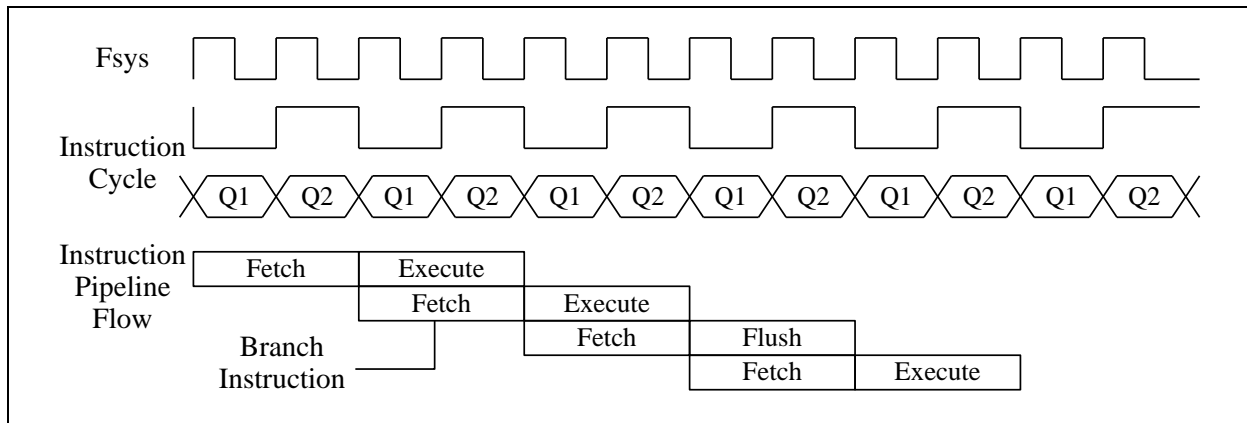 Fsys
Instruction
Cycle
Q1 Q2 Q1 Q2 Q1 Q2 Q1 Q2 Q1 Q2 Q1 Q2
Instruction
Pipeline
Flow
Fetch Execute
Fetch Execute
Branch
Instruction
Fetch Flush
Fetch Execute